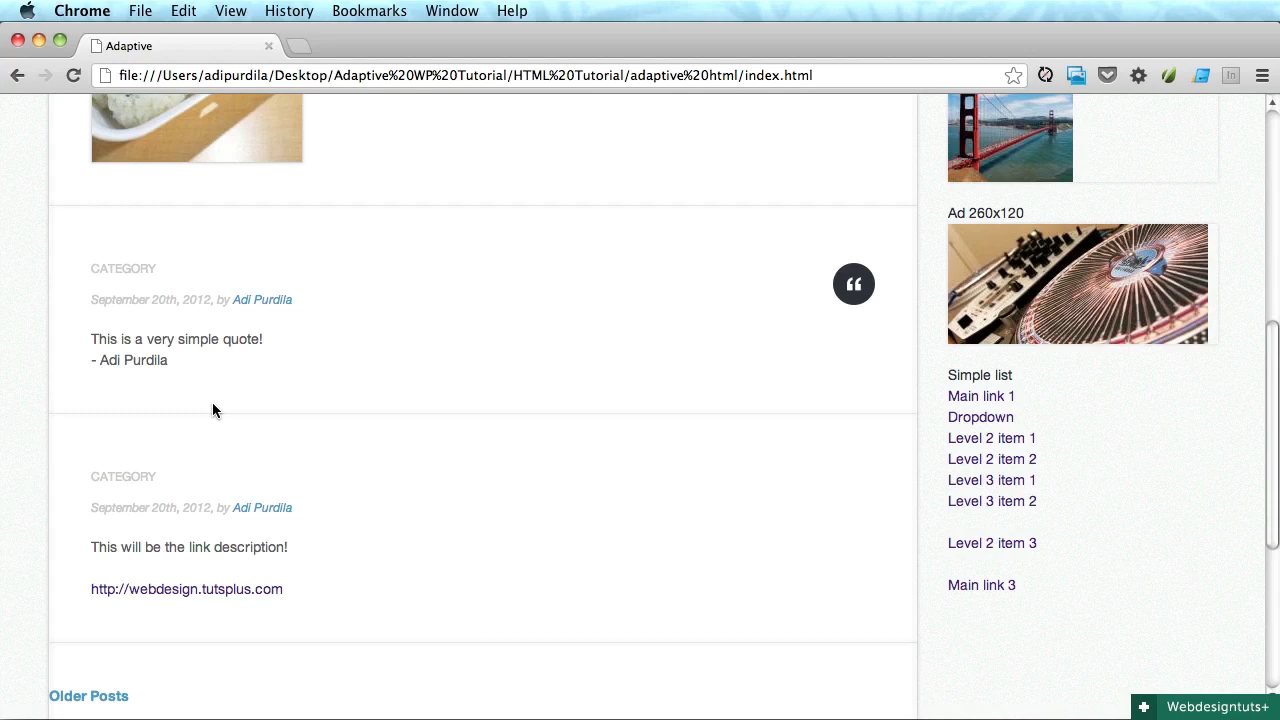 Chrome File Edit View History Bookmarks Window Help
Adaptive
file:///Users/adipurdila/Desktop/Adaptive%20WP%20Tutorial/HTML%20Tutorial/adaptive%20html/index.html
CATEGORY
September 20th, 2012, by Adi Purdila
This is a very simple quote!
- Adi Purdila
CATEGORY
September 20th, 2012, by Adi Purdila
This will be the link description!
http://webdesign.tutsplus.com
Older Posts
Ad 260x120
Simple list
Main link 1
Dropdown
Level 2 item 1
Level 2 item 2
Level 3 item 1
Level 3 item 2
Level 2 item 3
Main link 3
Webdesigntuts+